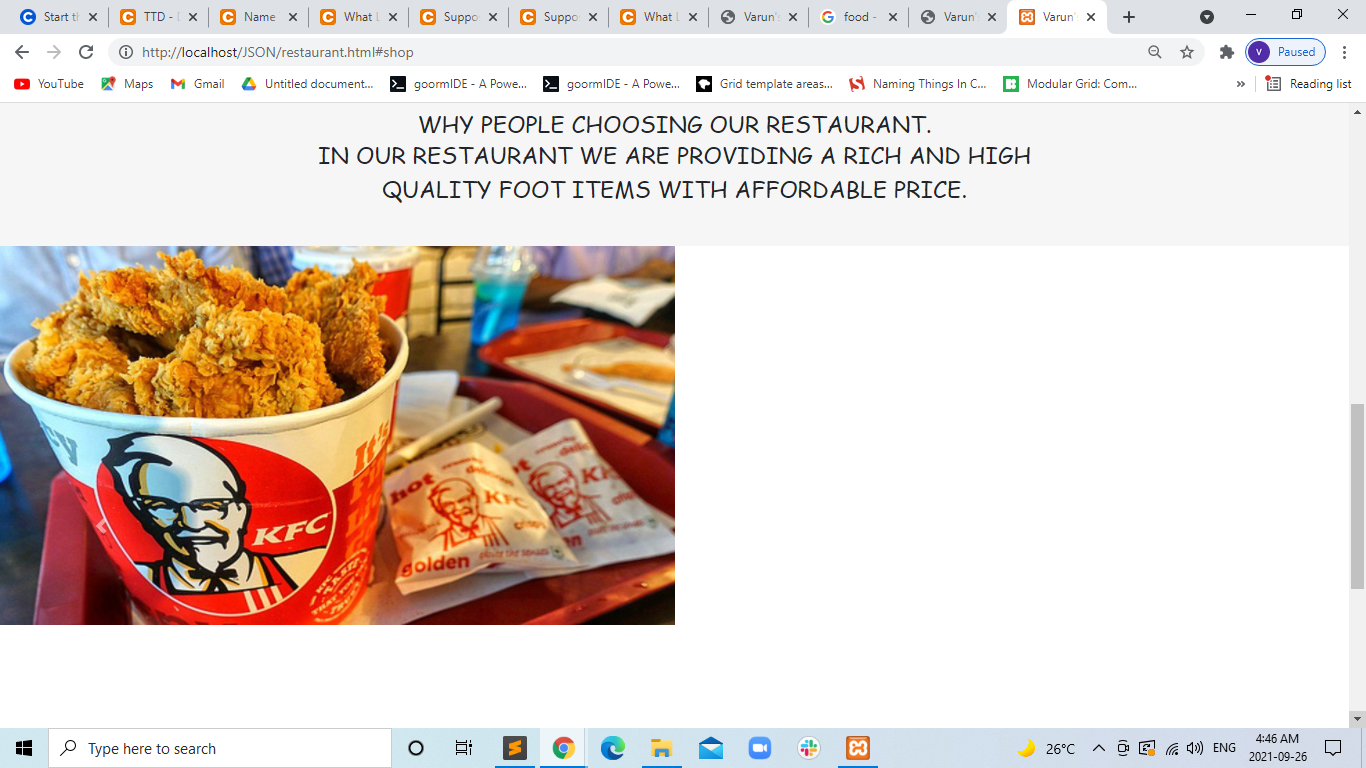 Start t
TTD -
Name
What L
Suppo
Suppo
What L
Varun's
food -
Varun'
Varun'
http://localhost/JSON/restaurant.html#shop
V Paused
YouTube
Maps
Gmail
Untitled document...
goormIDE - A Powe...
goormIDE - A Powe...
Grid template areas...
Naming Things In C...
Modular Grid: Com...
»
Reading list
WHY PEOPLE CHOOSING OUR RESTAURANT.
IN OUR RESTAURANT WE ARE PROVIDING A RICH AND HIGH
QUALITY FOOT ITEMS WITH AFFORDABLE PRICE.
It's
KFC
hot
KFC
golden
Type here to search
26°C
ENG
4:46 AM
2021-09-26